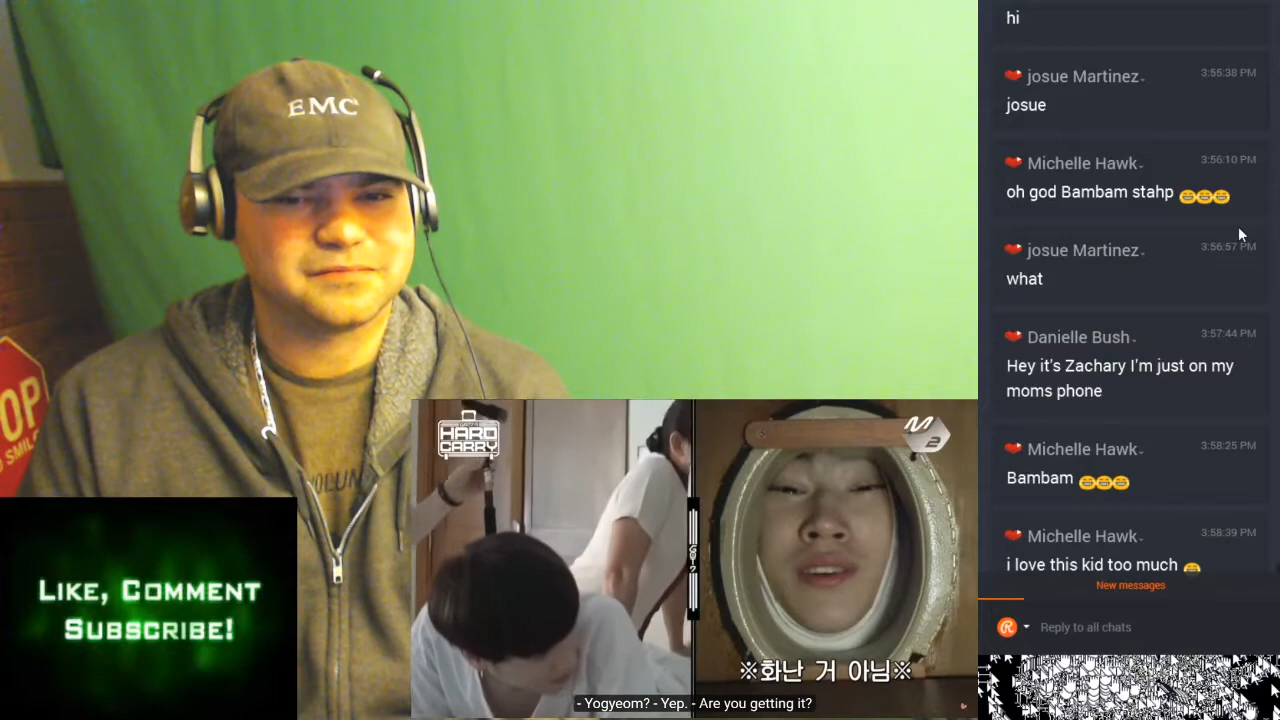 hi
josue Martinez
3:55:38 PM
josue
Michelle Hawk
3:56:10 PM
oh god Bambam stahp 😂😂😂
josue Martinez
3:56:57 PM
what
Danielle Bush
3:57:44 PM
Hey it's Zachary I'm just on my
moms phone
Michelle Hawk
3:58:25 PM
Bambam 😂😂😂
Michelle Hawk
3:58:39 PM
i love this kid too much 😂
New messages
Reply to all chats
EMC
OP
SMILE
LIKE, COMMENT
SUBSCRIBE!
HARD
CARRY
M
2
GOT7
※화난 거 아님※
- Yogyeom? - Yep. - Are you getting it?